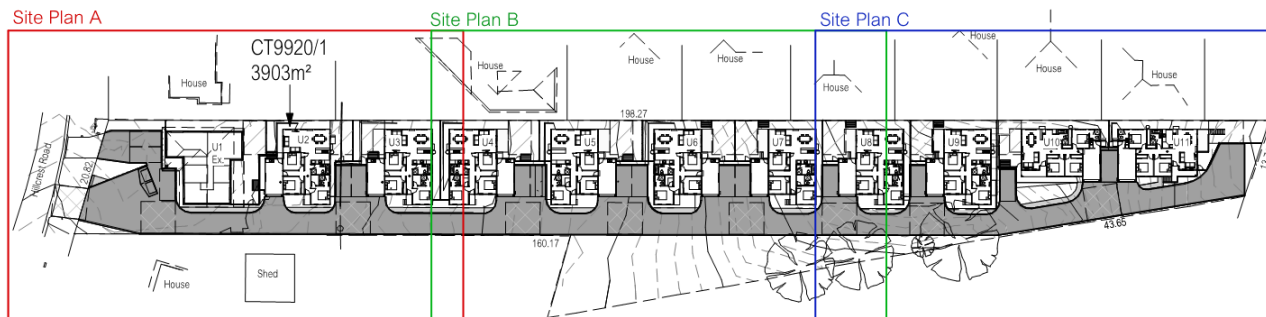 Site Plan A
Site Plan B
Site Plan C
CT9920/1
3903m²
House
House
House
House
House
House
House
198.27
Hillcrest Road
20.82
U1
Ex.
U2
U3
U4
U5
U6
U7
U8
U9
U10
U11
160.17
43.65
House
Shed